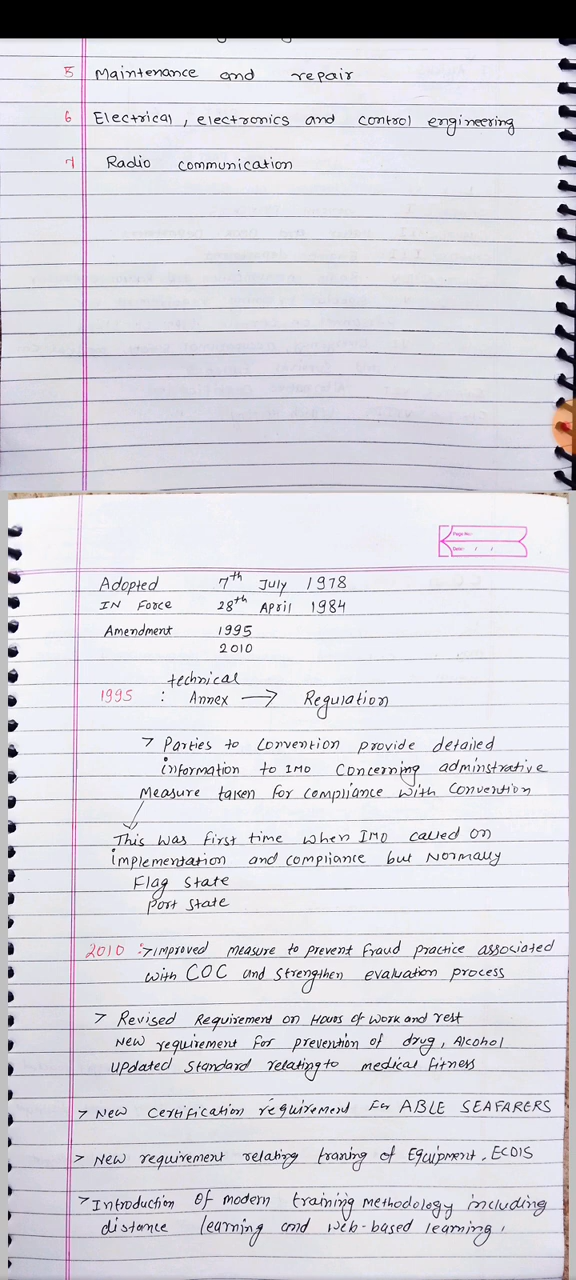 5 Maintenance and repair
6 Electrical, electronics and control engineering
7 Radio communication
Page No.:
Date: / /
Adopted 7th July 1978
IN Force 28th April 1984
Amendment 1995
2010
technical
1995 : Annex → Regulation
> Parties to Convention provide detailed
information to IMO Concerning adminstrative
Measure taken for compliance with Convention
This was first time when IMO called on
implementation and compliance but Normally
Flag State
Port State
2010 :> improved measure to prevent fraud practice associated
with COC and strengthen evaluation process
> Revised Requirement on Hours of work and rest
New requirement for prevention of drug, Alcohol
updated standard relating to medical fitness
> New certification requirement for ABLE SEAFARERS
> New requirement relating traning of Equipment, ECDIS
> Introduction of modern training methodology including
distance learning and web-based learning,